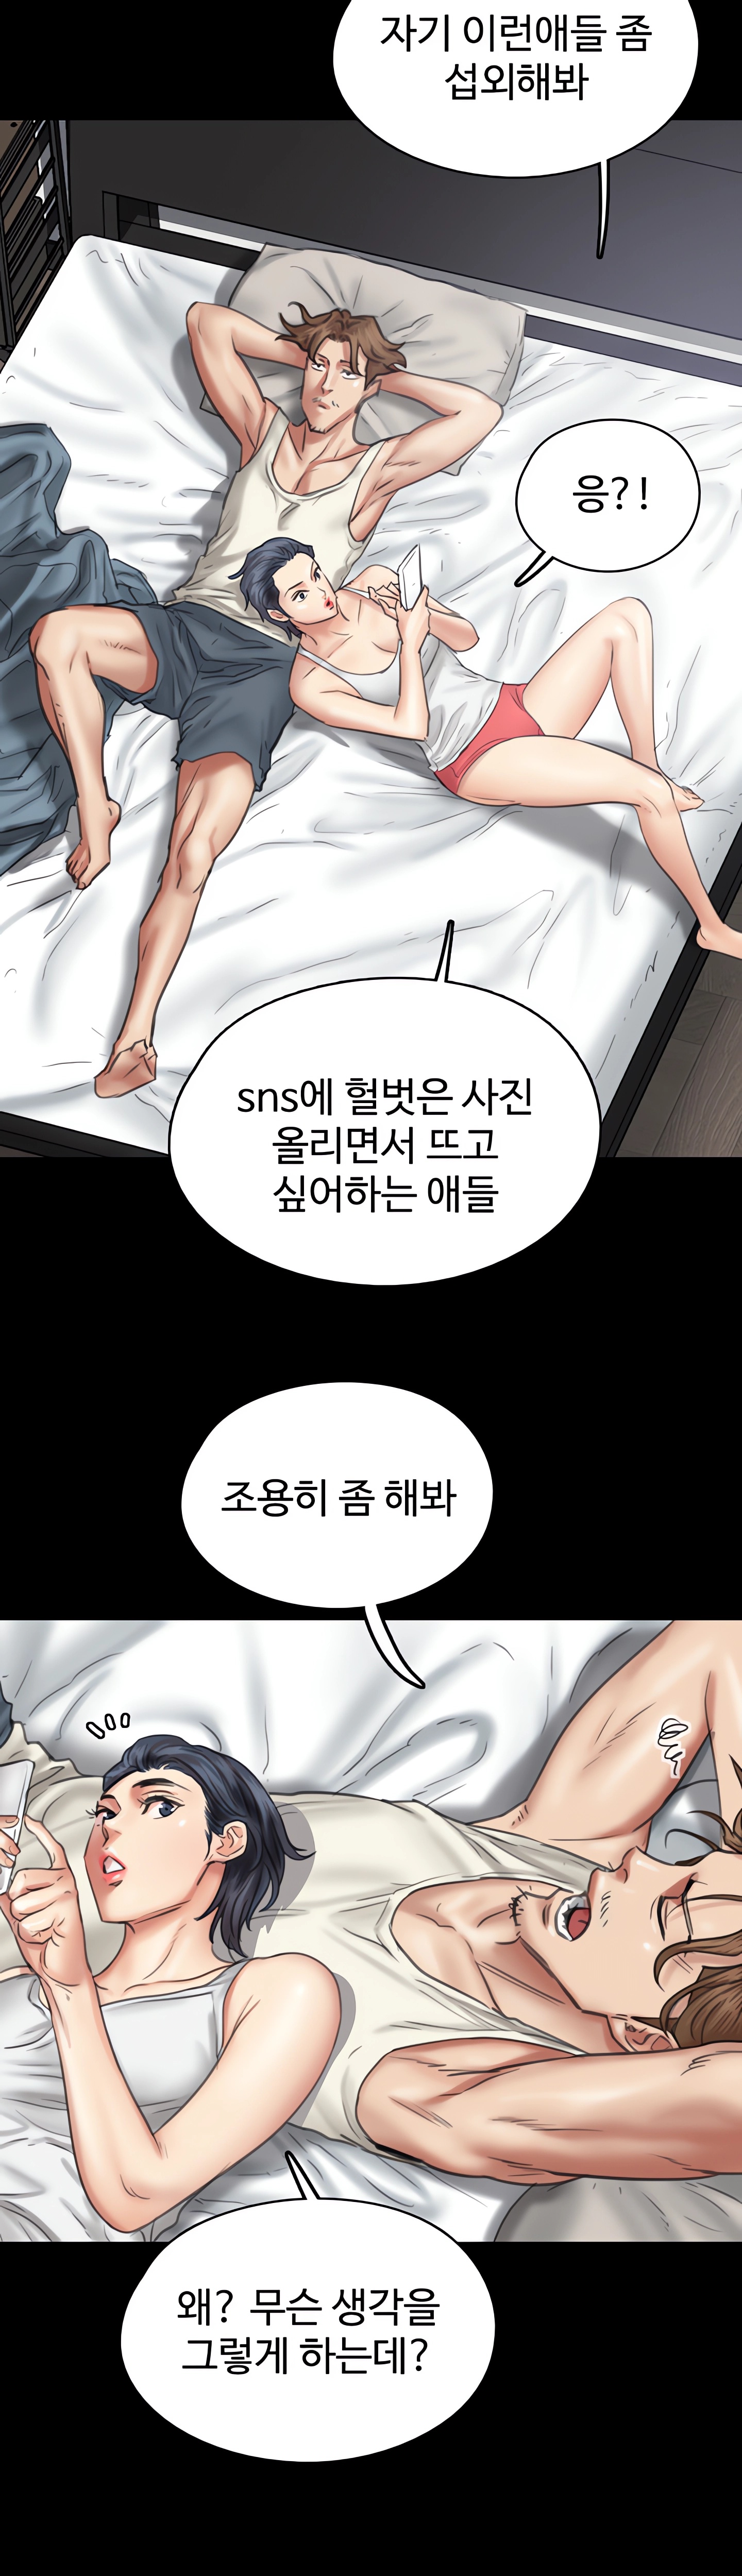 자기 이런애들 좀
섭외해봐
응?!
sns에 헐벗은 사진
올리면서 뜨고
싶어하는 애들
조용히 좀 해봐
왜? 무슨 생각을
그렇게 하는데?